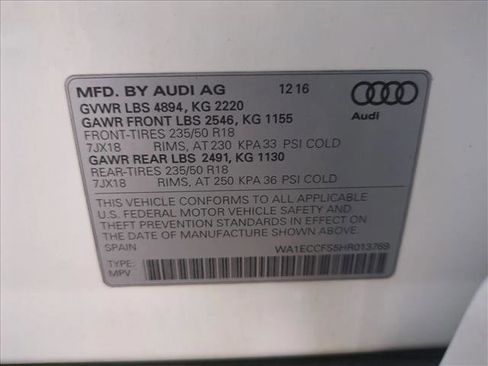 MFD. BY AUDI AG 12 16
GVWR LBS 4894, KG 2220
GAWR FRONT LBS 2546, KG 1155
FRONT-TIRES 235/50 R18
7JX18 RIMS, AT 230 KPA 33 PSI COLD
GAWR REAR LBS 2491, KG 1130
REAR-TIRES 235/50 R18
7JX18 RIMS, AT 250 KPA 36 PSI COLD
Audi
THIS VEHICLE CONFORMS TO ALL APPLICABLE
U.S. FEDERAL MOTOR VEHICLE SAFETY AND
THEFT PREVENTION STANDARDS IN EFFECT ON
THE DATE OF MANUFACTURE SHOWN ABOVE.
SPAIN WA1ECCFS5HR013769
TYPE:
MPV